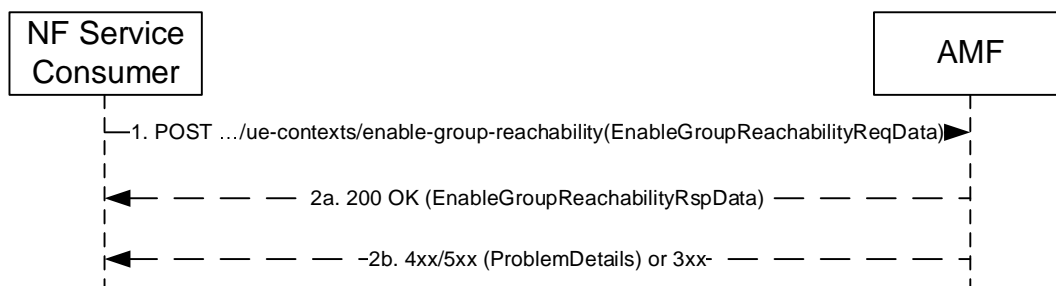 NF Service
Consumer
AMF
1. POST …/ue-contexts/enable-group-reachability(EnableGroupReachabilityReqData)
2a. 200 OK (EnableGroupReachabilityRspData)
2b. 4xx/5xx (ProblemDetails) or 3xx